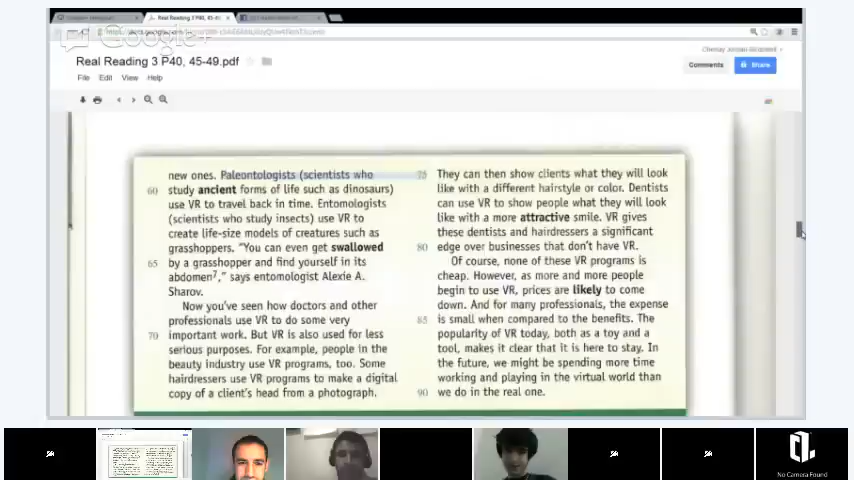 Real Reading 3 P40, 45-49.pdf
Google+
Real Reading 3 P40, 45-49.pdf
Comments
Share
File Edit View Help
new ones. Paleontologists (scientists who
60 study ancient forms of life such as dinosaurs)
use VR to travel back in time. Entomologists
(scientists who study insects) use VR to
create life-size models of creatures such as
grasshoppers. "You can even get swallowed
65 by a grasshopper and find yourself in its
abdomen7," says entomologist Alexie A.
Sharov.
Now you've seen how doctors and other
professionals use VR to do some very
70 important work. But VR is also used for less
serious purposes. For example, people in the
beauty industry use VR programs, too. Some
hairdressers use VR programs to make a digital
copy of a client's head from a photograph.
75 They can then show clients what they will look
like with a different hairstyle or color. Dentists
can use VR to show people what they will look
like with a more attractive smile. VR gives
these dentists and hairdressers a significant
80 edge over businesses that don't have VR.
Of course, none of these VR programs is
cheap. However, as more and more people
begin to use VR, prices are likely to come
down. And for many professionals, the expense
85 is small when compared to the benefits. The
popularity of VR today, both as a toy and a
tool, makes it clear that it is here to stay. In
the future, we might be spending more time
working and playing in the virtual world than
90 we do in the real one.
No Camera Found